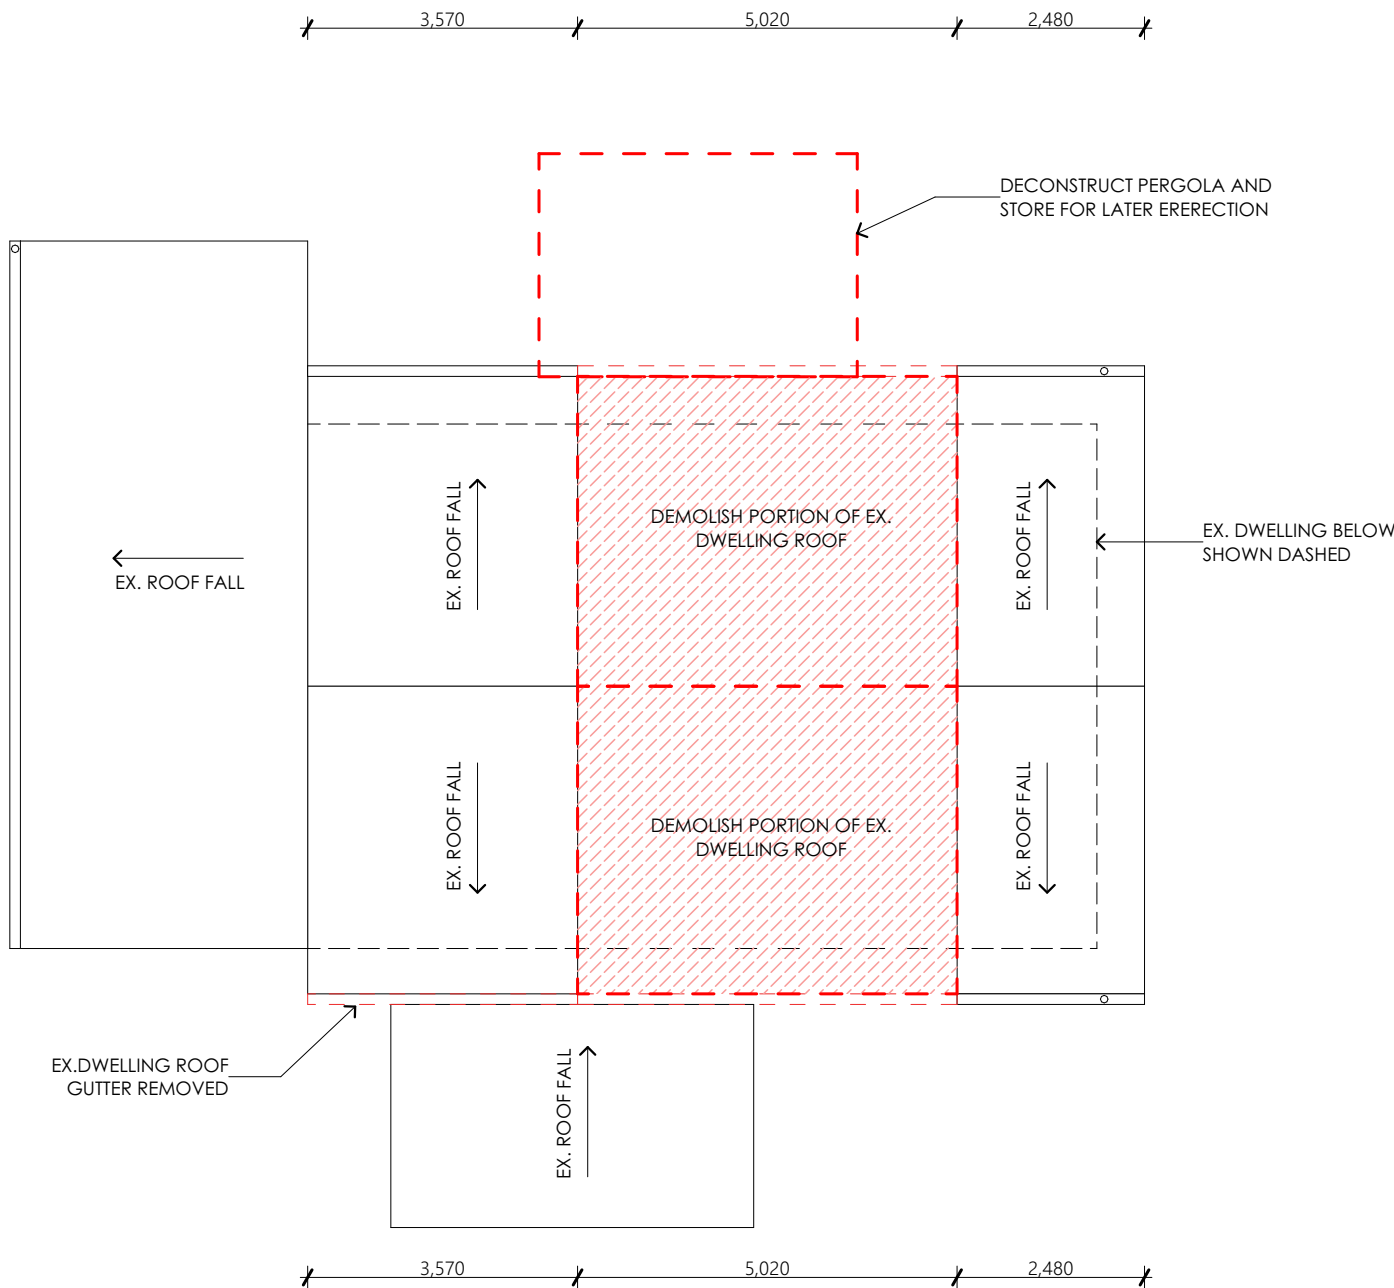 3,570
5,020
2,480
DECONSTRUCT PERGOLA AND
STORE FOR LATER ERERECTION
EX. ROOF FALL
EX. ROOF FALL
DEMOLISH PORTION OF EX.
DWELLING ROOF
EX. ROOF FALL
EX. DWELLING BELOW
SHOWN DASHED
EX. ROOF FALL
DEMOLISH PORTION OF EX.
DWELLING ROOF
EX. ROOF FALL
EX.DWELLING ROOF
GUTTER REMOVED
EX. ROOF FALL
3,570
5,020
2,480